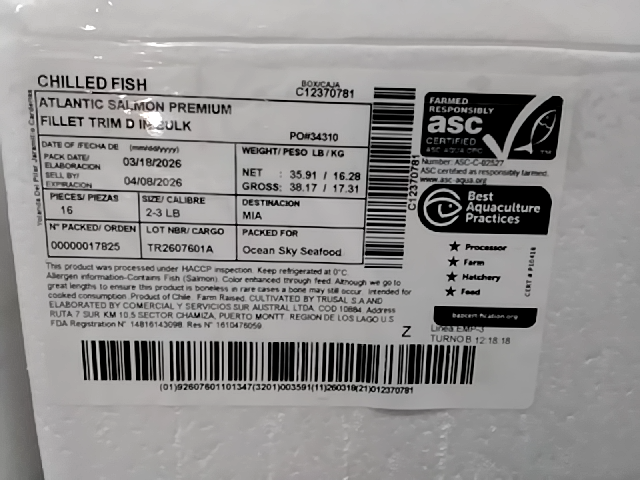 CHILLED FISH
BOX/CAJA
C12370781
ATLANTIC SALMON PREMIUM
FILLET TRIM D IN BULK
PO#34310
DATE OF /FECHA DE (mm/dd/yyyy)
PACK DATE/
ELABORACION 03/18/2026
SELL BY/
EXPIRACION 04/08/2026
WEIGHT/ PESO LB / KG
NET : 35.91 / 16.28
GROSS: 38.17 / 17.31
PIECES/ PIEZAS
16
SIZE/ CALIBRE
2-3 LB
DESTINACION
MIA
N° PACKED/ ORDEN
00000017825
LOT NBR/ CARGO
TR2607601A
PACKED FOR
Ocean Sky Seafood
C12370781
This product was processed under HACCP inspection. Keep refrigerated at 0°C.
Allergen information-Contains Fish (Salmon). Color enhanced through feed. Although we go to
great lengths to ensure this product is boneless in rare cases a bone may still occur. Intended for
cooked consumption. Product of Chile. Farm Raised. CULTIVATED BY TRUSAL S.A AND
ELABORATED BY COMERCIAL Y SERVICIOS SUR AUSTRAL LTDA. COD 10884. Address
RUTA 7 SUR KM 10.5 SECTOR CHAMIZA, PUERTO MONTT. REGION DE LOS LAGO U.S
FDA Registration N° 14816143098. Res N° 1610476059
Z
(01)92607601101347(3201)003591(11)260318(21)012370781
FARMED
RESPONSIBLY
asc
CERTIFIED
ASC-AQUA.ORG
TM
Number: ASC-C-02527
ASC certified as responsibly farmed.
www.asc-aqua.org
Best
Aquaculture
Practices
Processor
Farm
Hatchery
Feed
CERT # P10416
bapcertification.org
Linea:EMP-3
TURNO B 12:18:18